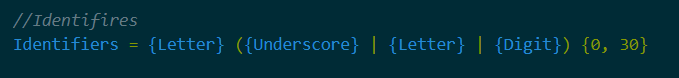 //Identifires
Identifiers = {Letter} ({Underscore} | {Letter} | {Digit}) {0, 30}